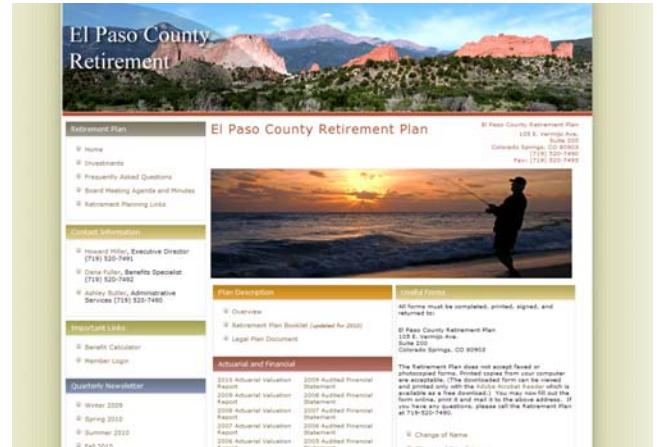 El Paso County
Retirement
El Paso County Retirement Plan
El Paso County Retirement Plan
105 E. Vermijo Ave.
Suite 200
Colorado Springs, CO 80903
(719) 520-7490
Fax: (719) 520-7495
Retirement Plan
Home
Investments
Frequently Asked Questions
Board Meeting Agenda and Minutes
Retirement Planning Links
Contact Information
Howard Miller, Executive Director
(719) 520-7491
Dena Fuller, Benefits Specialist
(719) 520-7492
Ashley Butler, Administrative
Services (719) 520-7490
Important Links
Benefit Calculator
Member Login
Quarterly Newsletter
Winter 2009
Spring 2010
Summer 2010
Fall 2010
Plan Description
Overview
Retirement Plan Booklet (updated for 2010)
Legal Plan Document
Actuarial and Financial
2010 Actuarial Valuation
Report
2009 Actuarial Valuation
Report
2008 Actuarial Valuation
Report
2007 Actuarial Valuation
Report
2006 Actuarial Valuation
2009 Audited Financial
Statement
2008 Audited Financial
Statement
2007 Audited Financial
Statement
2006 Audited Financial
Statement
Useful Forms
All forms must be completed, printed, signed, and
returned to:
El Paso County Retirement Plan
105 E. Vermijo Ave.
Suite 200
Colorado Springs, CO 80903
The Retirement Plan does not accept faxed or
photocopied forms. Printed copies from your computer
are acceptable. (The downloaded form can be viewed
and printed only with the Adobe Acrobat Reader which is
available as a free download.) You may now fill out the
form online, print it and mail it to the above address. If
you have any questions, please call the Retirement Plan
at 719-520-7490.
Change of Name